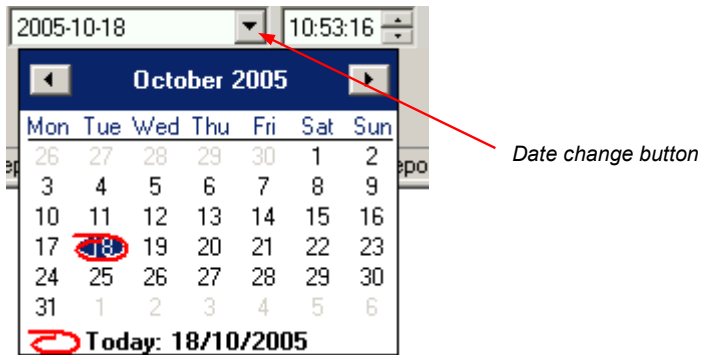 2005-10-18 10:53:16
October 2005
Mon Tue Wed Thu Fri Sat Sun
26 27 28 29 30 1 2
3 4 5 6 7 8 9
10 11 12 13 14 15 16
17 18 19 20 21 22 23
24 25 26 27 28 29 30
31 1 2 3 4 5 6
Today: 18/10/2005
Date change button